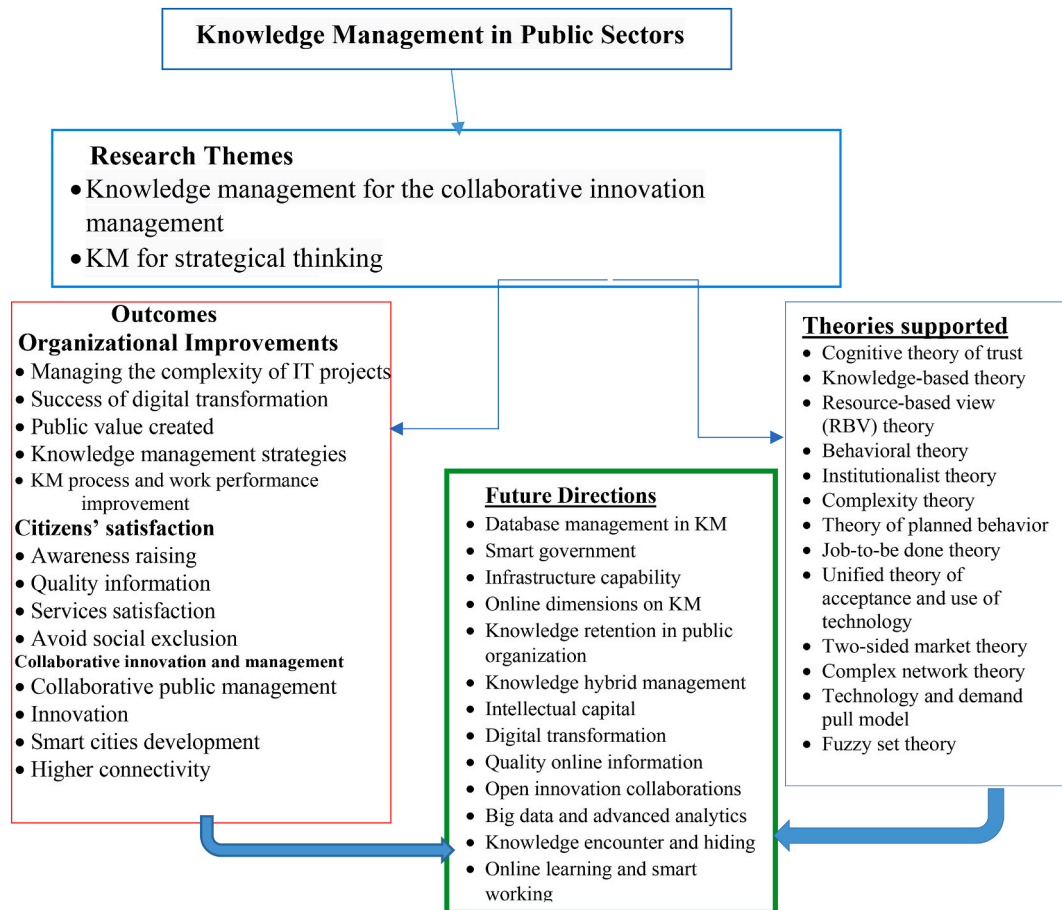 Knowledge Management in Public Sectors
Research Themes
• Knowledge management for the collaborative innovation
management
• KM for strategical thinking
Outcomes
Organizational Improvements
• Managing the complexity of IT projects
• Success of digital transformation
• Public value created
• Knowledge management strategies
• KM process and work performance
improvement
Citizens’ satisfaction
• Awareness raising
• Quality information
• Services satisfaction
• Avoid social exclusion
Collaborative innovation and management
• Collaborative public management
• Innovation
• Smart cities development
• Higher connectivity
Future Directions
• Database management in KM
• Smart government
• Infrastructure capability
• Online dimensions on KM
• Knowledge retention in public
organization
• Knowledge hybrid management
• Intellectual capital
• Digital transformation
• Quality online information
• Open innovation collaborations
• Big data and advanced analytics
• Knowledge encounter and hiding
• Online learning and smart
working
Theories supported
• Cognitive theory of trust
• Knowledge-based theory
• Resource-based view
(RBV) theory
• Behavioral theory
• Institutionalist theory
• Complexity theory
• Theory of planned behavior
• Job-to-be done theory
• Unified theory of
acceptance and use of
technology
• Two-sided market theory
• Complex network theory
• Technology and demand
pull model
• Fuzzy set theory